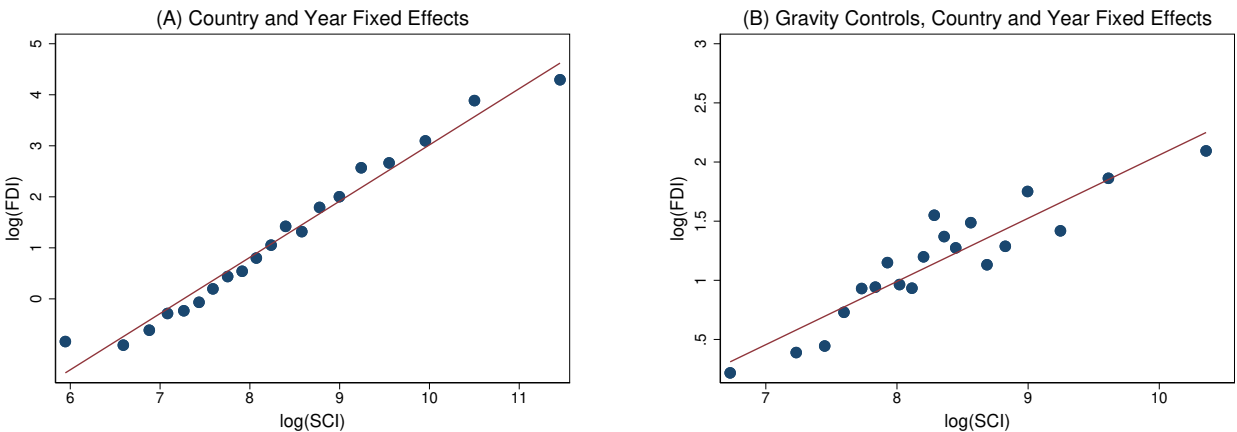 (A) Country and Year Fixed Effects
log(FDI)
5
4
3
2
1
0
6 7 8 9 10 11
log(SCI)
(B) Gravity Controls, Country and Year Fixed Effects
log(FDI)
3
2.5
2
1.5
1
.5
7 8 9 10
log(SCI)